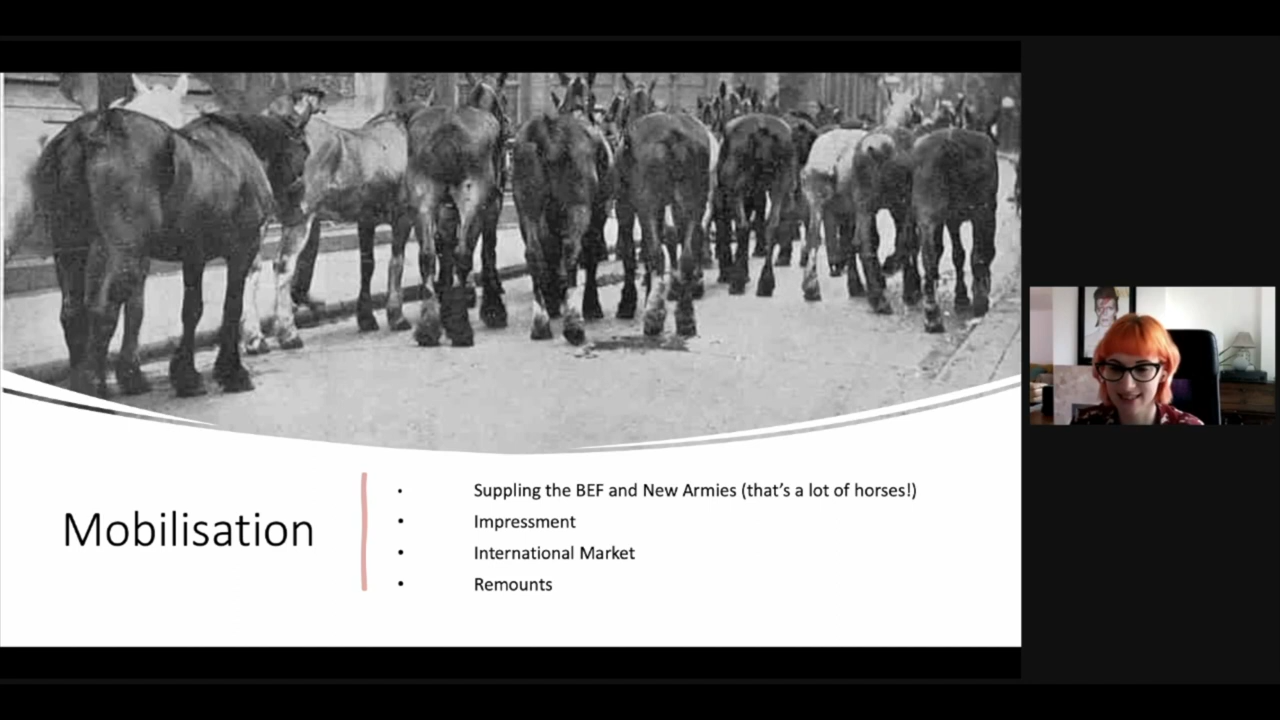 Mobilisation
• Suppling the BEF and New Armies (that's a lot of horses!)
• Impressment
• International Market
• Remounts